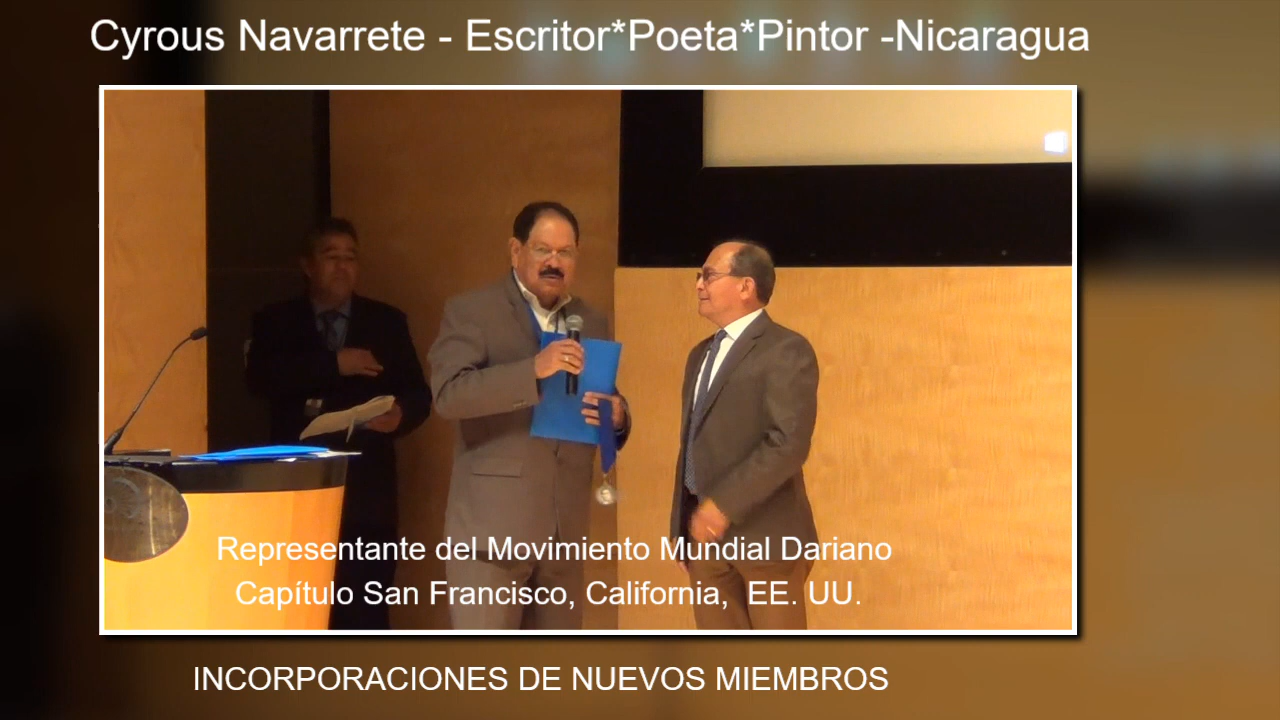 Cyrous Navarrete - Escritor*Poeta*Pintor -Nicaragua
Representante del Movimiento Mundial Dariano
Capítulo San Francisco, California,  EE. UU.
INCORPORACIONES DE NUEVOS MIEMBROS